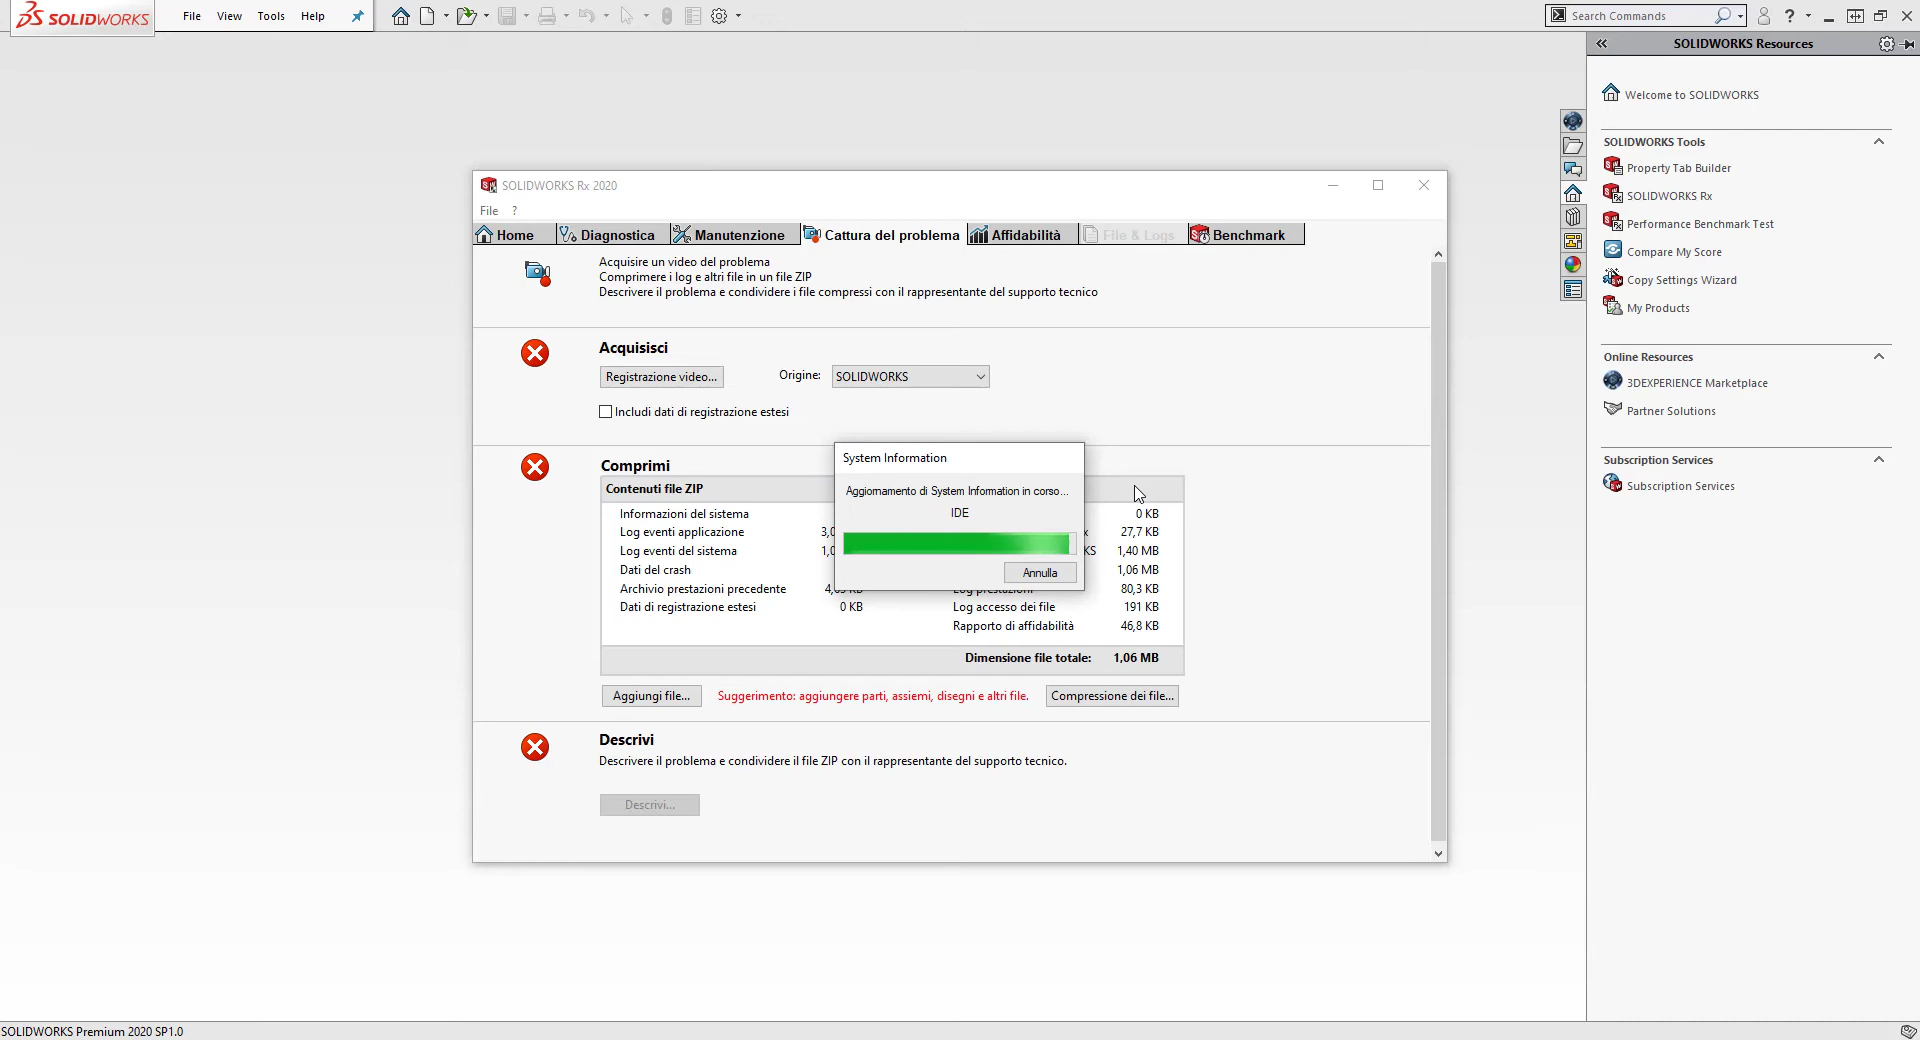 SOLIDWORKS File View Tools Help
Search Commands
SOLIDWORKS Resources
Welcome to SOLIDWORKS
SOLIDWORKS Tools
Property Tab Builder
SOLIDWORKS Rx
Performance Benchmark Test
Compare My Score
Copy Settings Wizard
My Products
Online Resources
3DEXPERIENCE Marketplace
Partner Solutions
Subscription Services
Subscription Services
SOLIDWORKS Rx 2020
File ?
Home Diagnostica Manutenzione Cattura del problema Affidabilità File & Logs Benchmark
Acquisire un video del problema
Comprimere i log e altri file in un file ZIP
Descrivere il problema e condividere i file compressi con il rappresentante del supporto tecnico
Acquisisci
Registrazione video... Origine: SOLIDWORKS
Includi dati di registrazione estesi
Comprimi
Contenuti file ZIP
Informazioni del sistema 0 KB
Log eventi applicazione 27,7 KB
Log eventi del sistema 1,40 MB
Dati del crash 1,06 MB
Archivio prestazioni precedente 80,3 KB
Dati di registrazione estesi 0 KB Log accesso dei file 191 KB
Rapporto di affidabilità 46,8 KB
Dimensione file totale: 1,06 MB
Aggiungi file... Suggerimento: aggiungere parti, assiemi, disegni e altri file. Compressione dei file...
System Information
Aggiornamento di System Information in corso...
IDE
Annulla
Descrivi
Descrivere il problema e condividere il file ZIP con il rappresentante del supporto tecnico.
Descrivi...
SOLIDWORKS Premium 2020 SP1.0